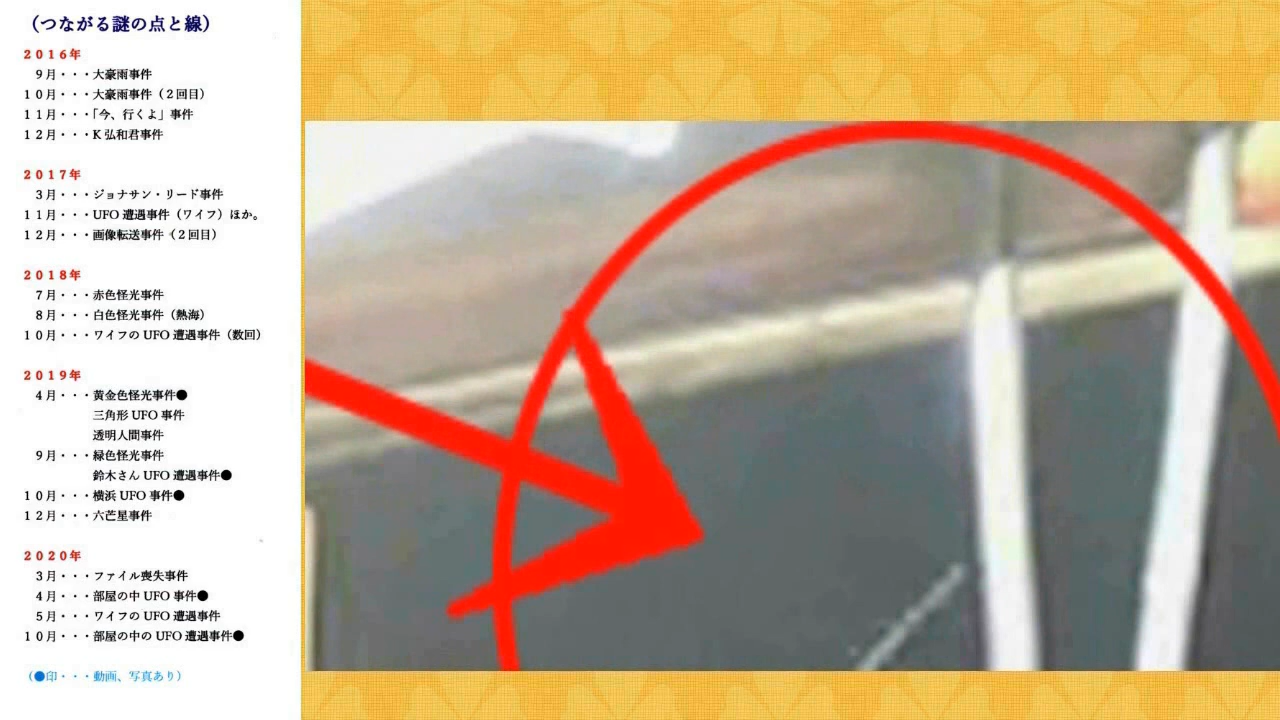 （つながる謎の点と線）
２０１６年
９月・・・大豪雨事件
１０月・・・大豪雨事件（２回目）
１１月・・・「今、行くよ」事件
１２月・・・K 弘和君事件
２０１７年
３月・・・ジョナサン・リード事件
１１月・・・UFO 遭遇事件（ワイフ）ほか。
１２月・・・画像転送事件（２回目）
２０１８年
７月・・・赤色怪光事件
８月・・・白色怪光事件（熱海）
１０月・・・ワイフの UFO 遭遇事件（数回）
２０１９年
４月・・・黄金色怪光事件●
三角形 UFO 事件
透明人間事件
９月・・・緑色怪光事件
鈴木さん UFO 遭遇事件●
１０月・・・横浜 UFO 事件●
１２月・・・六芒星事件
２０２０年
３月・・・ファイル喪失事件
４月・・・部屋の中 UFO 事件●
５月・・・ワイフの UFO 遭遇事件
１０月・・・部屋の中の UFO 遭遇事件●
（●印・・・動画、写真あり）